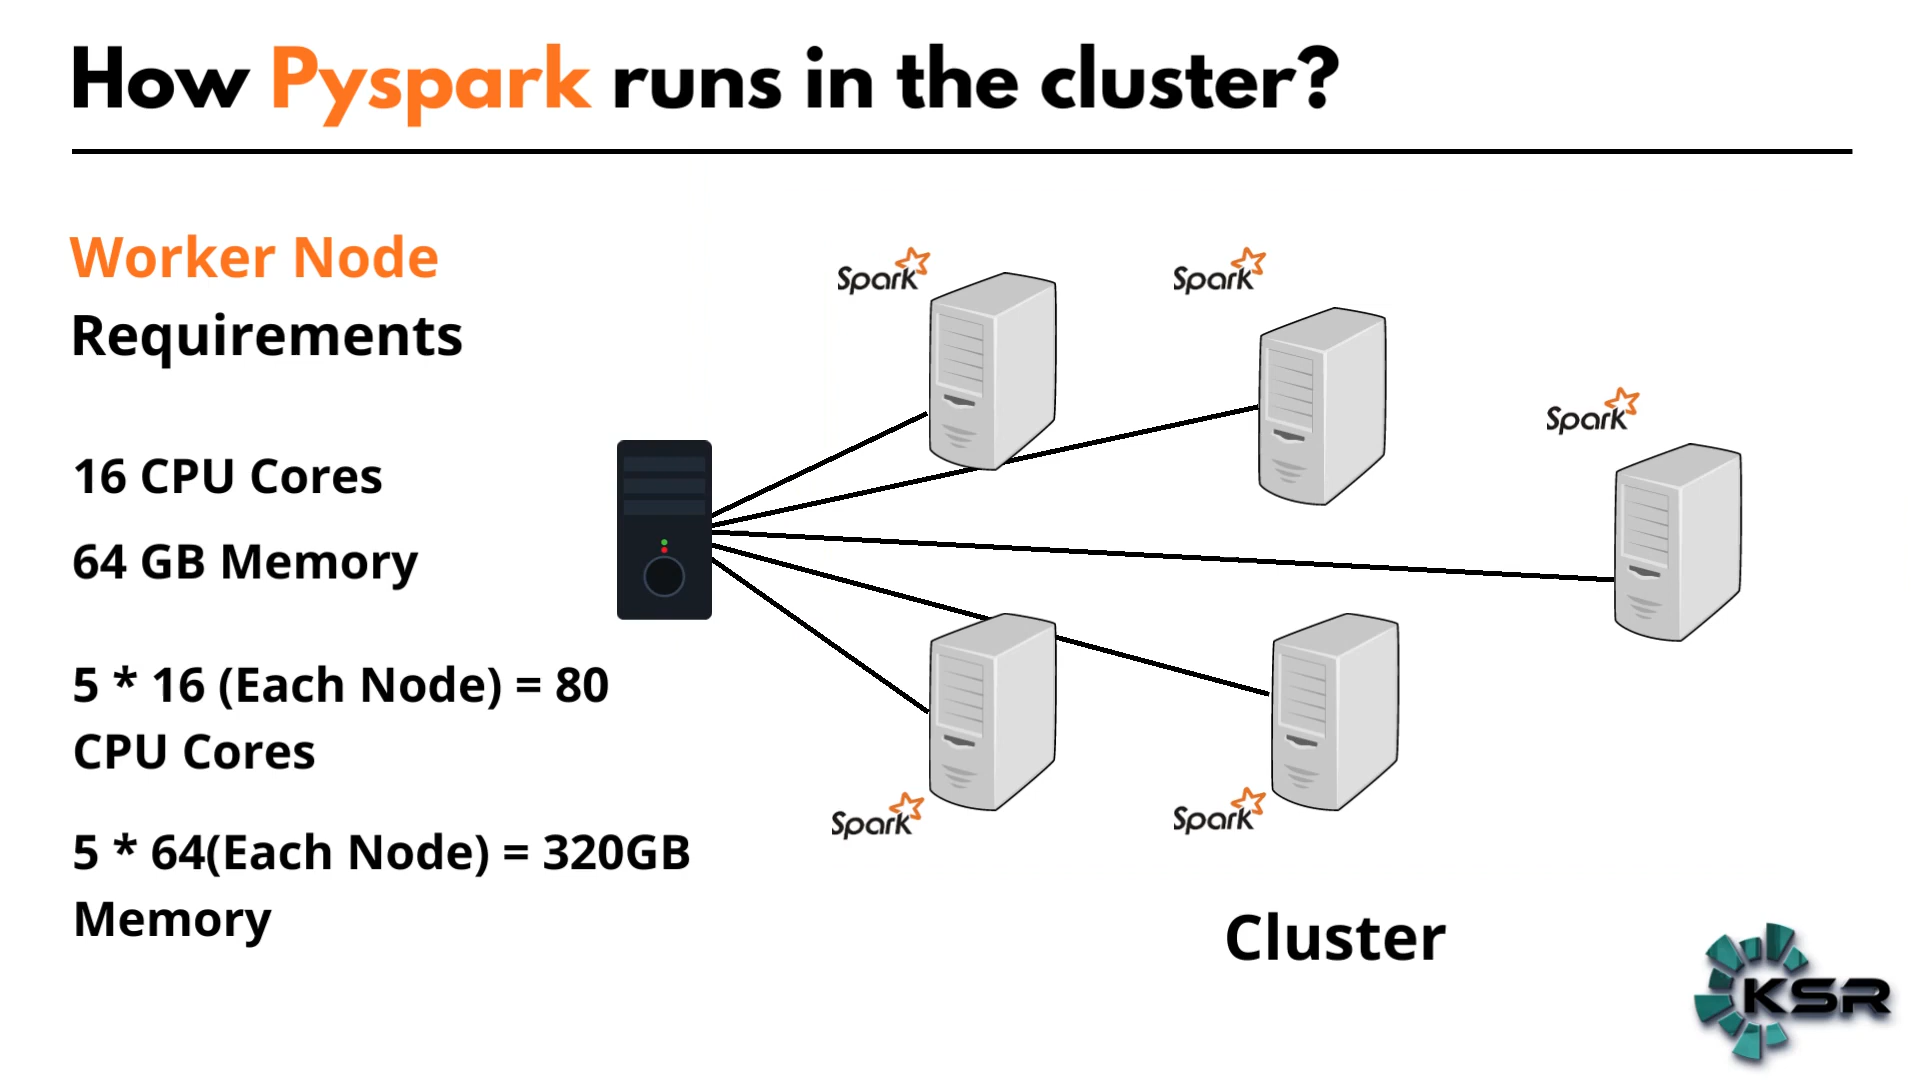 How Pyspark runs in the cluster?
Worker Node
Requirements
16 CPU Cores
64 GB Memory
5 * 16 (Each Node) = 80
CPU Cores
5 * 64(Each Node) = 320GB
Memory
Spark
Spark
Spark
Spark
Spark
Cluster
KSR